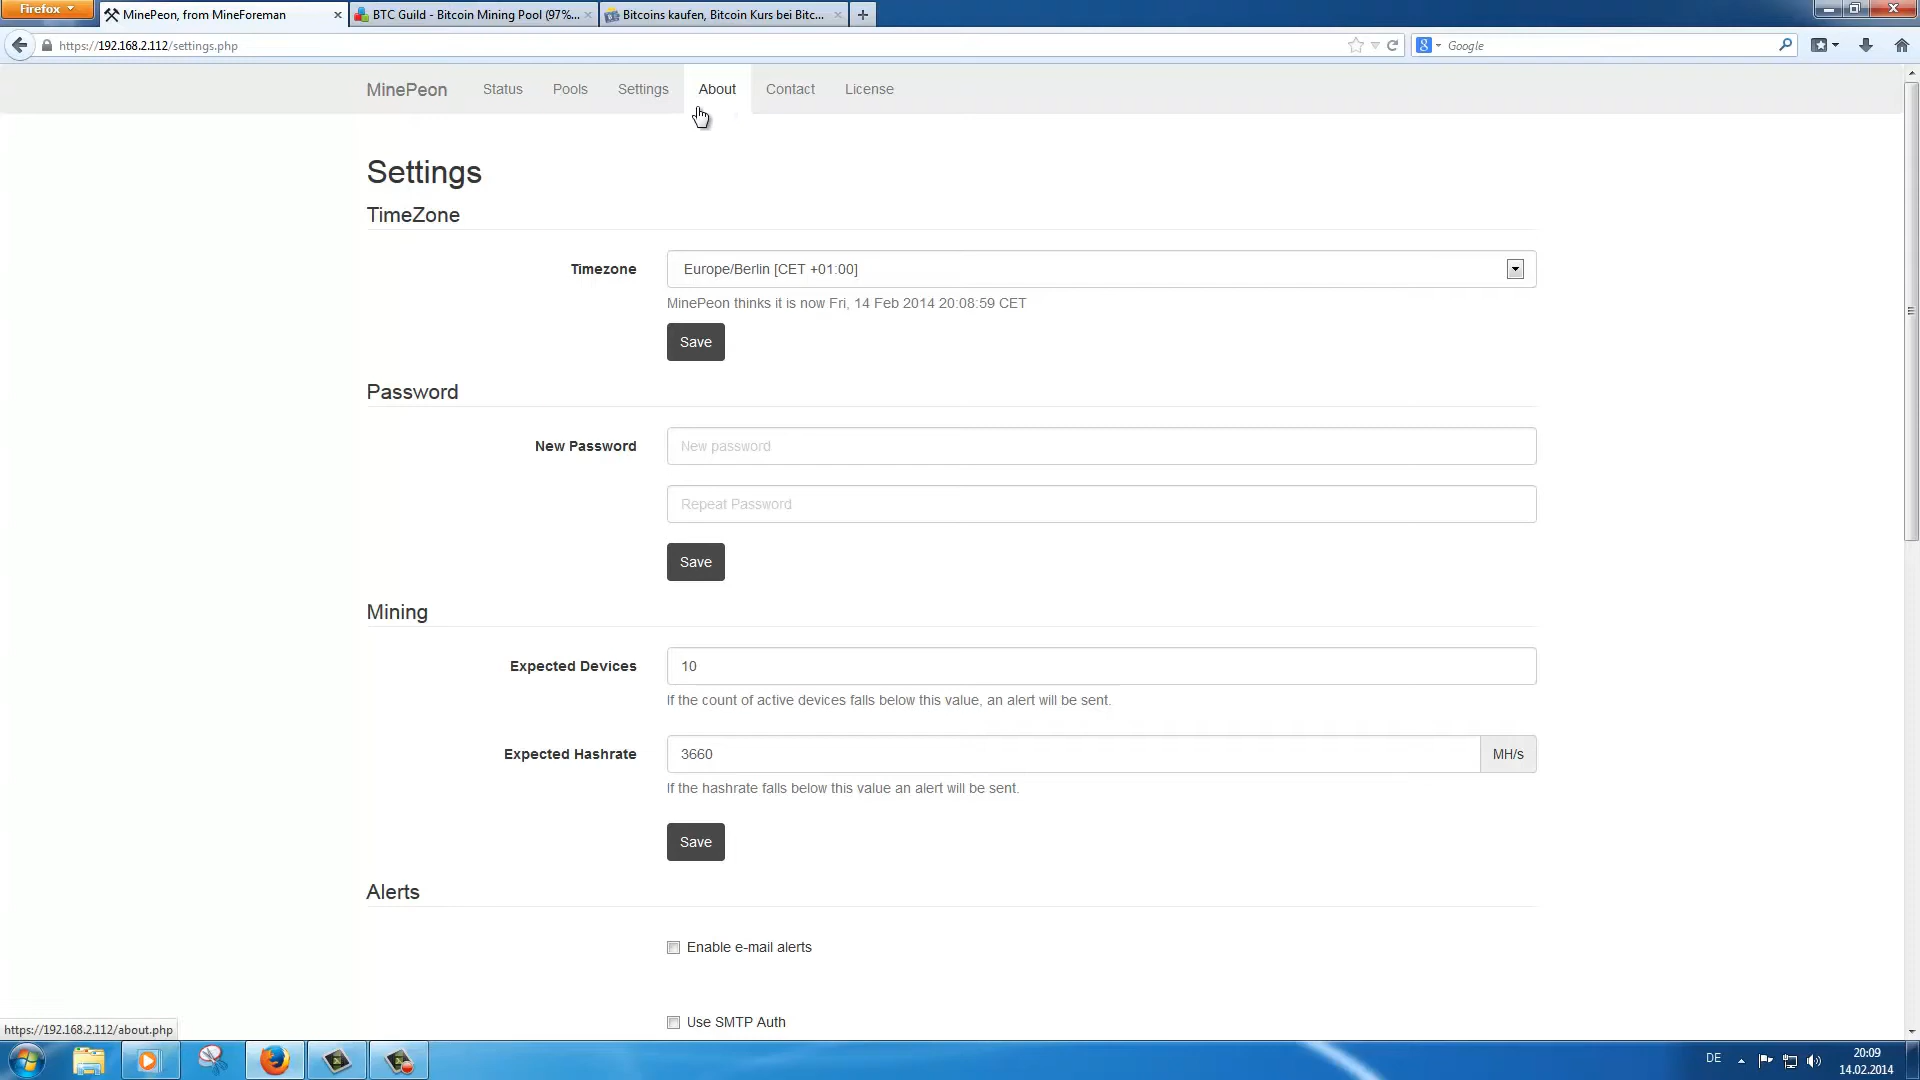 Firefox
MinePeon, from MineForeman
BTC Guild - Bitcoin Mining Pool (97%...
Bitcoins kaufen, Bitcoin Kurs bei Bitc...
https://192.168.2.112/settings.php
Google
MinePeon
Status
Pools
Settings
About
Contact
License
Settings
TimeZone
Timezone
Europe/Berlin [CET +01:00]
MinePeon thinks it is now Fri, 14 Feb 2014 20:08:59 CET
Save
Password
New Password
New password
Repeat Password
Save
Mining
Expected Devices
10
If the count of active devices falls below this value, an alert will be sent.
Expected Hashrate
3660
MH/s
If the hashrate falls below this value an alert will be sent.
Save
Alerts
Enable e-mail alerts
Use SMTP Auth
https://192.168.2.112/about.php
DE
20:09
14.02.2014